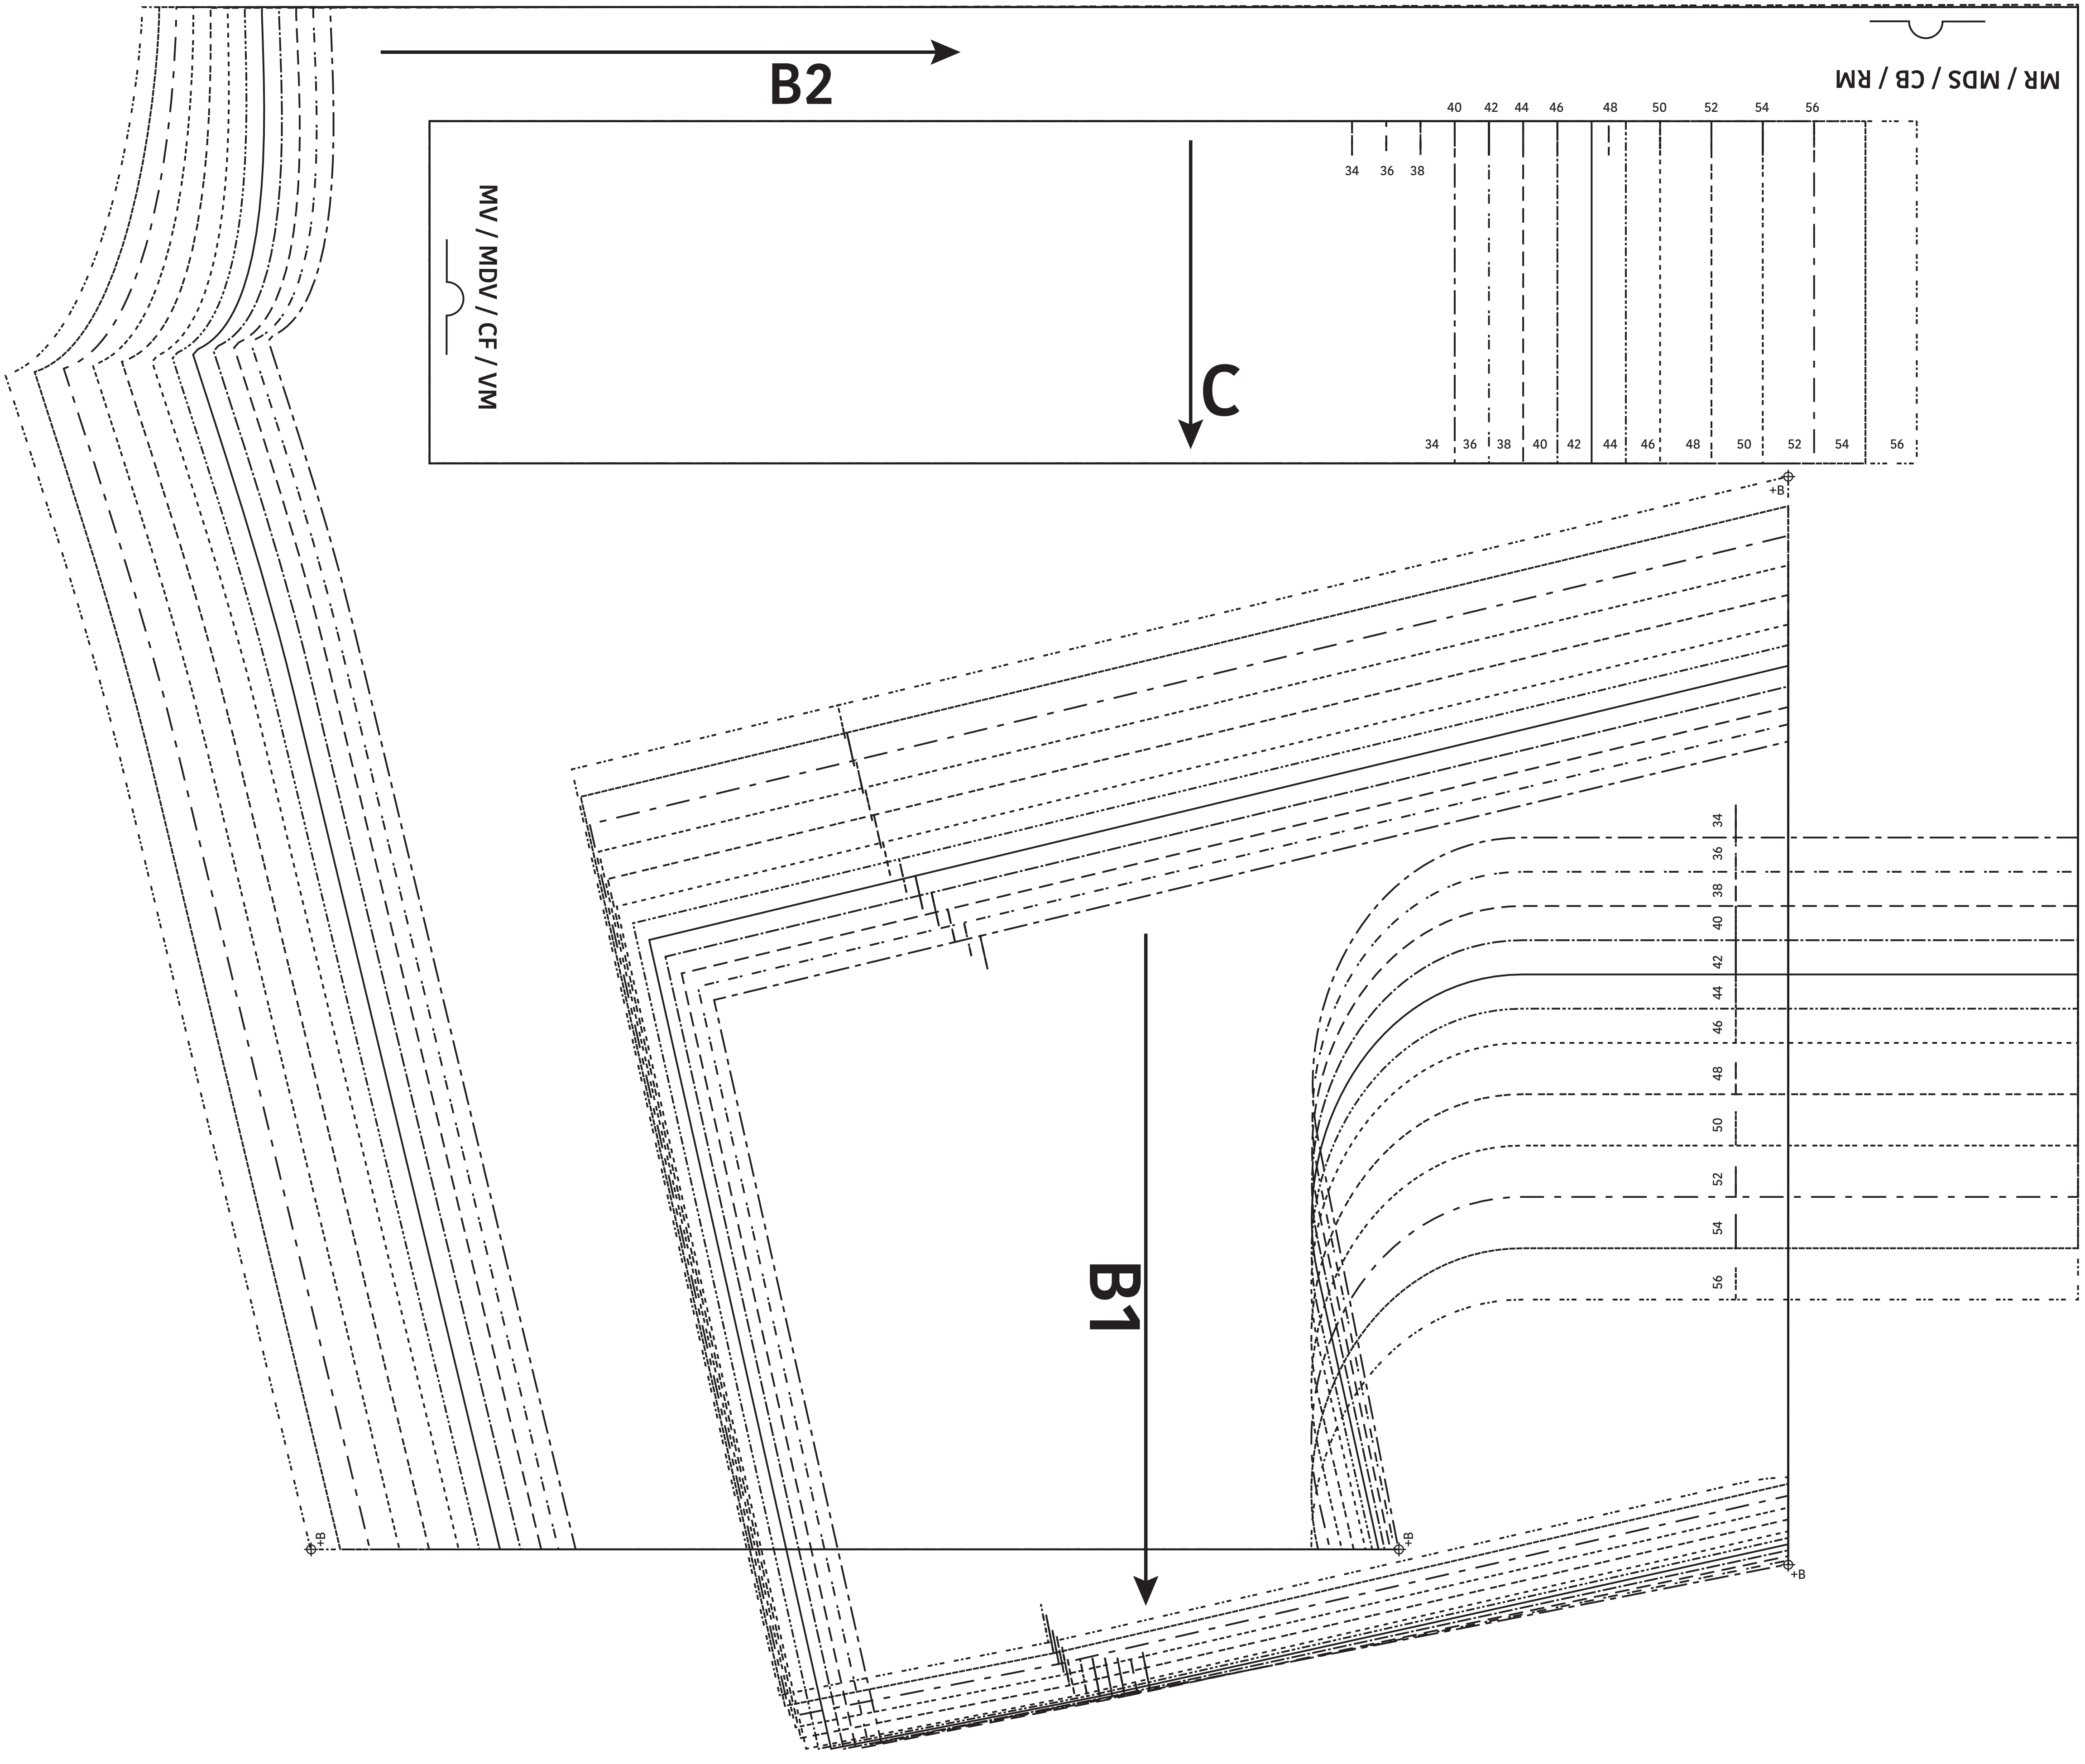 B2
MR / MDS / CB / RM
40 42 44 46 48 50 52 54 56
34 36 38
MV / MDV / CF / VM
C
34 36 38 40 42 44 46 48 50 52 54 56
+B
34
36
38
40
42
44
46
48
50
52
54
56
B1
+B
+B
+B